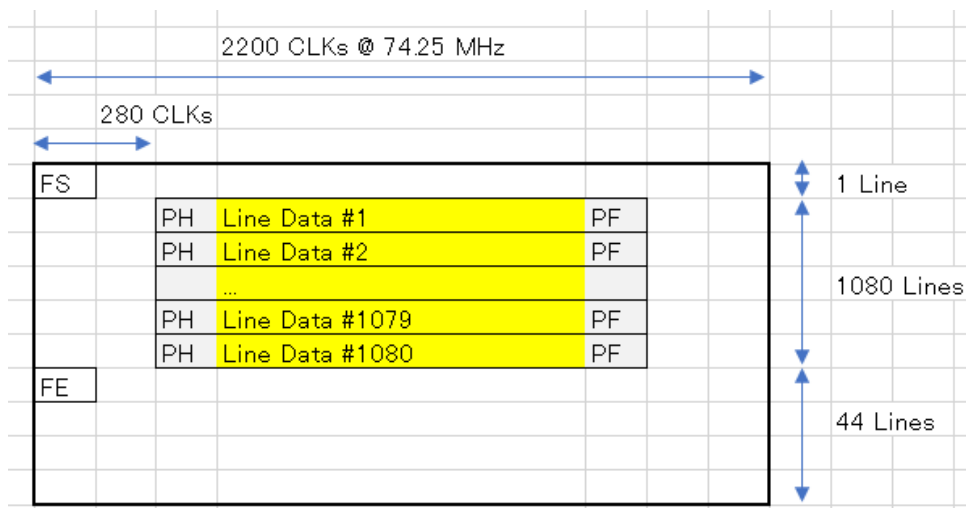 2200 CLKs @ 74.25 MHz
280 CLKs
FS
1 Line
PH Line Data #1 PF
PH Line Data #2 PF
...
1080 Lines
PH Line Data #1079 PF
PH Line Data #1080 PF
FE
44 Lines